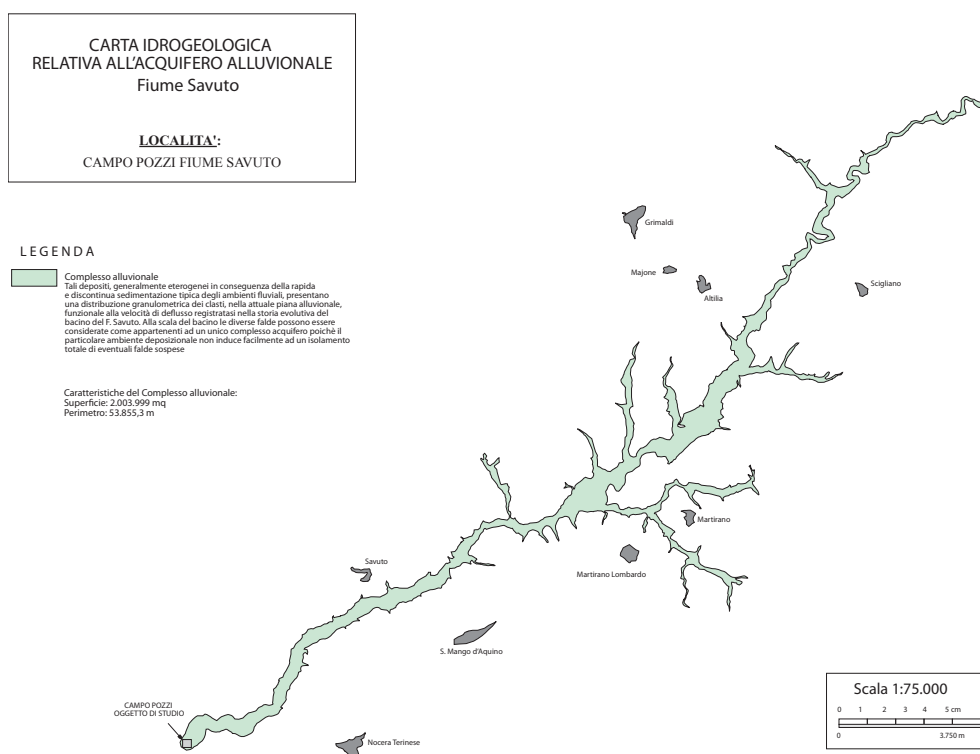 CARTA IDROGEOLOGICA
RELATIVA ALL'ACQUIFERO ALLUVIONALE
Fiume Savuto
LOCALITA':
CAMPO POZZI FIUME SAVUTO
LEGENDA
Complesso alluvionale
Tali depositi, generalmente eterogenei in conseguenza della rapida
e discontinua sedimentazione tipica degli ambienti fluviali, presentano
una distribuzione granulometrica dei clasti, nella attuale piana alluvionale,
funzionale alla velocità di deflusso registratasi nella storia evolutiva del
bacino del F. Savuto. Alla scala del bacino le diverse falde possono essere
considerate come appartenenti ad un unico complesso acquifero poichè il
particolare ambiente deposizionale non induce facilmente ad un isolamento
totale di eventuali falde sospese
Caratteristiche del Complesso alluvionale:
Superficie: 2.003.999 mq
Perimetro: 53.855,3 m
Grimaldi
Majone
Altilia
Scigliano
Martirano
Martirano Lombardo
Savuto
S. Mango d'Aquino
CAMPO POZZI
OGGETTO DI STUDIO
Nocera Terinese
Scala 1:75.000
0 1 2 3 4 5 cm
0 3.750 m